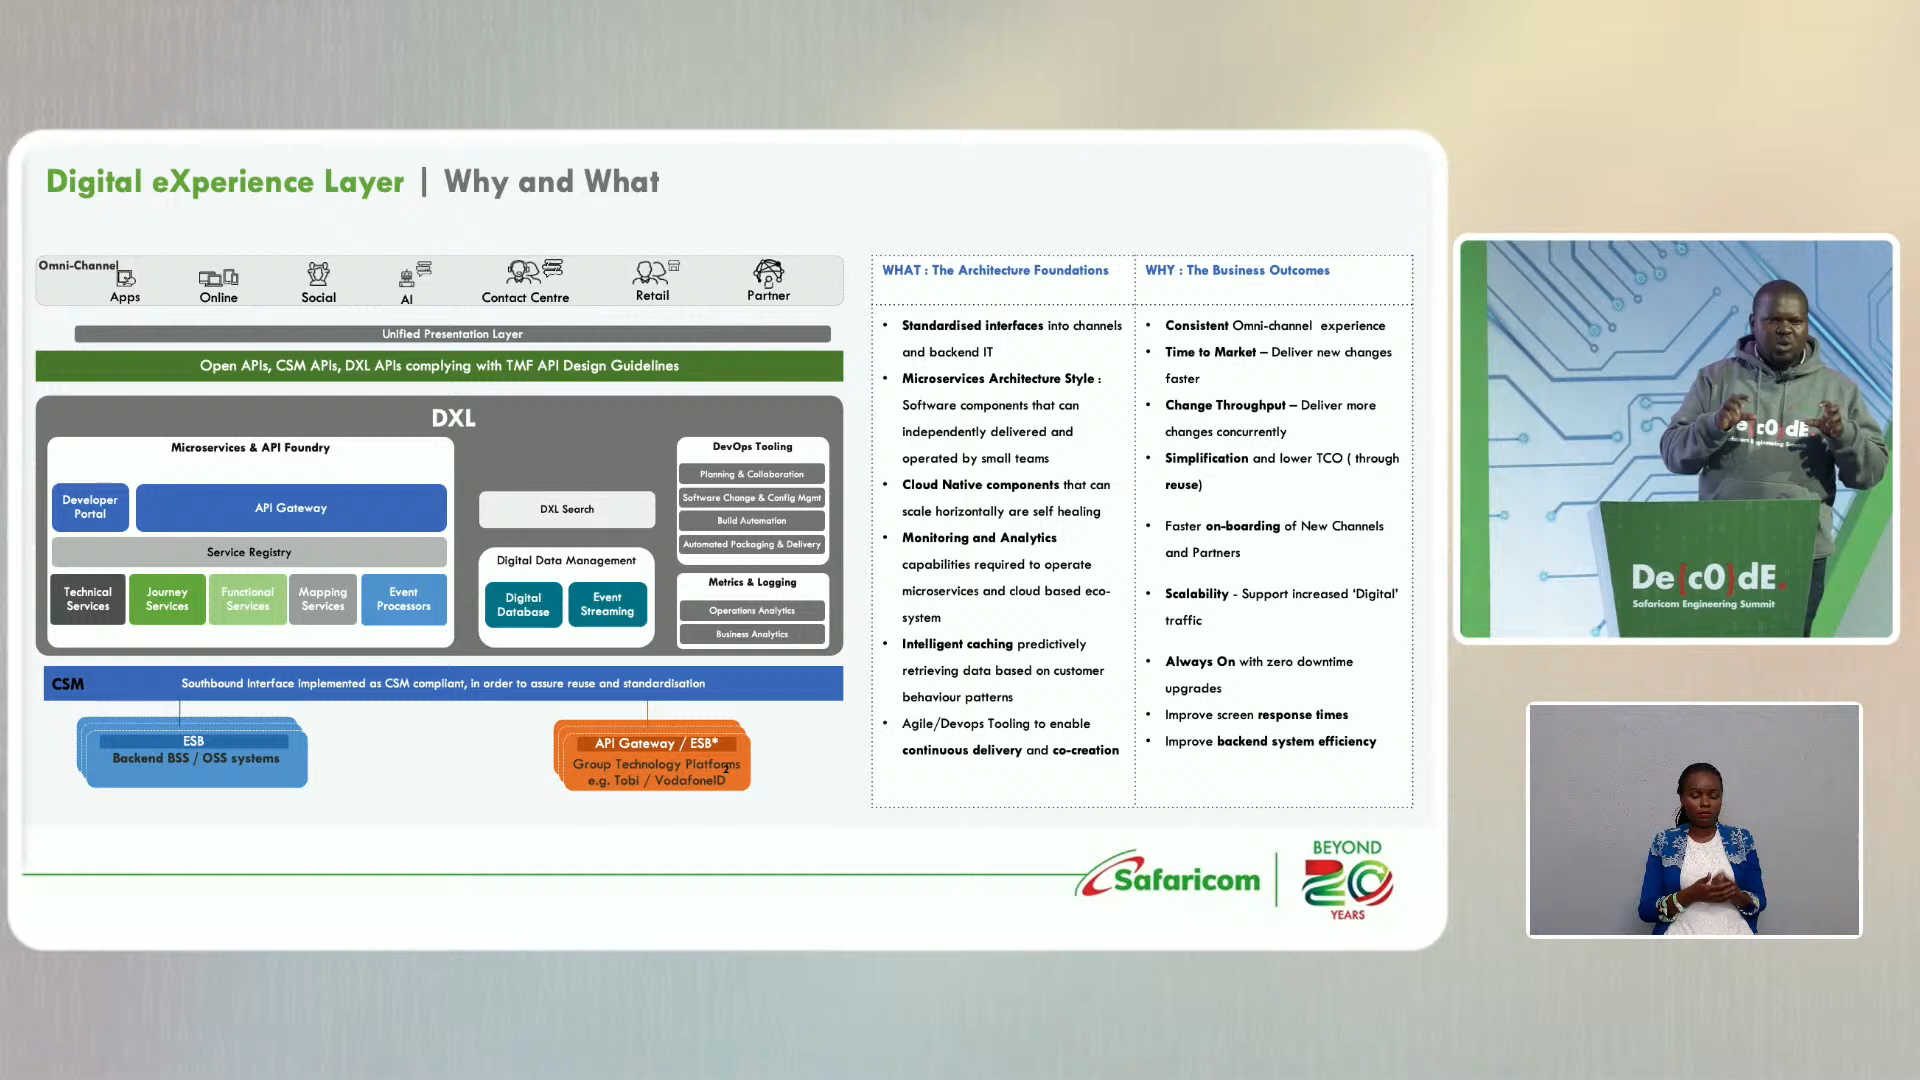 Digital eXperience Layer | Why and What
Omni-Channel
Apps
Online
Social
AI
Contact Centre
Retail
Partner
Unified Presentation Layer
Open APIs, CSM APIs, DXL APIs complying with TMF API Design Guidelines
DXL
Microservices & API Foundry
Developer
Portal
API Gateway
Service Registry
Technical
Services
Journey
Services
Functional
Services
Mapping
Services
Event
Processors
DXL Search
Digital Data Management
Digital
Database
Event
Streaming
DevOps Tooling
Planning & Collaboration
Software Change & Config Mgmt
Build Automation
Automated Packaging & Delivery
Metrics & Logging
Operations Analytics
Business Analytics
CSM
Southbound Interface implemented as CSM compliant, in order to assure reuse and standardisation
ESB
Backend BSS / OSS systems
API Gateway / ESB*
Group Technology Platforms
2
e.g. Tobi / VodafoneID
WHAT : The Architecture Foundations
• Standardised interfaces into channels
and backend IT
• Microservices Architecture Style :
Software components that can
independently delivered and
operated by small teams
• Cloud Native components that can
scale horizontally are self healing
• Monitoring and Analytics
capabilities required to operate
microservices and cloud based eco-
system
• Intelligent caching predictively
retrieving data based on customer
behaviour patterns
• Agile/Devops Tooling to enable
continuous delivery and co-creation
WHY : The Business Outcomes
• Consistent Omni-channel experience
• Time to Market – Deliver new changes
faster
• Change Throughput – Deliver more
changes concurrently
• Simplification and lower TCO ( through
reuse)
• Faster on-boarding of New Channels
and Partners
• Scalability - Support increased ‘Digital’
traffic
• Always On with zero downtime
upgrades
• Improve screen response times
• Improve backend system efficiency
Safaricom
BEYOND
20
YEARS
De{c0}dE.
Safaricom Engineering Summit